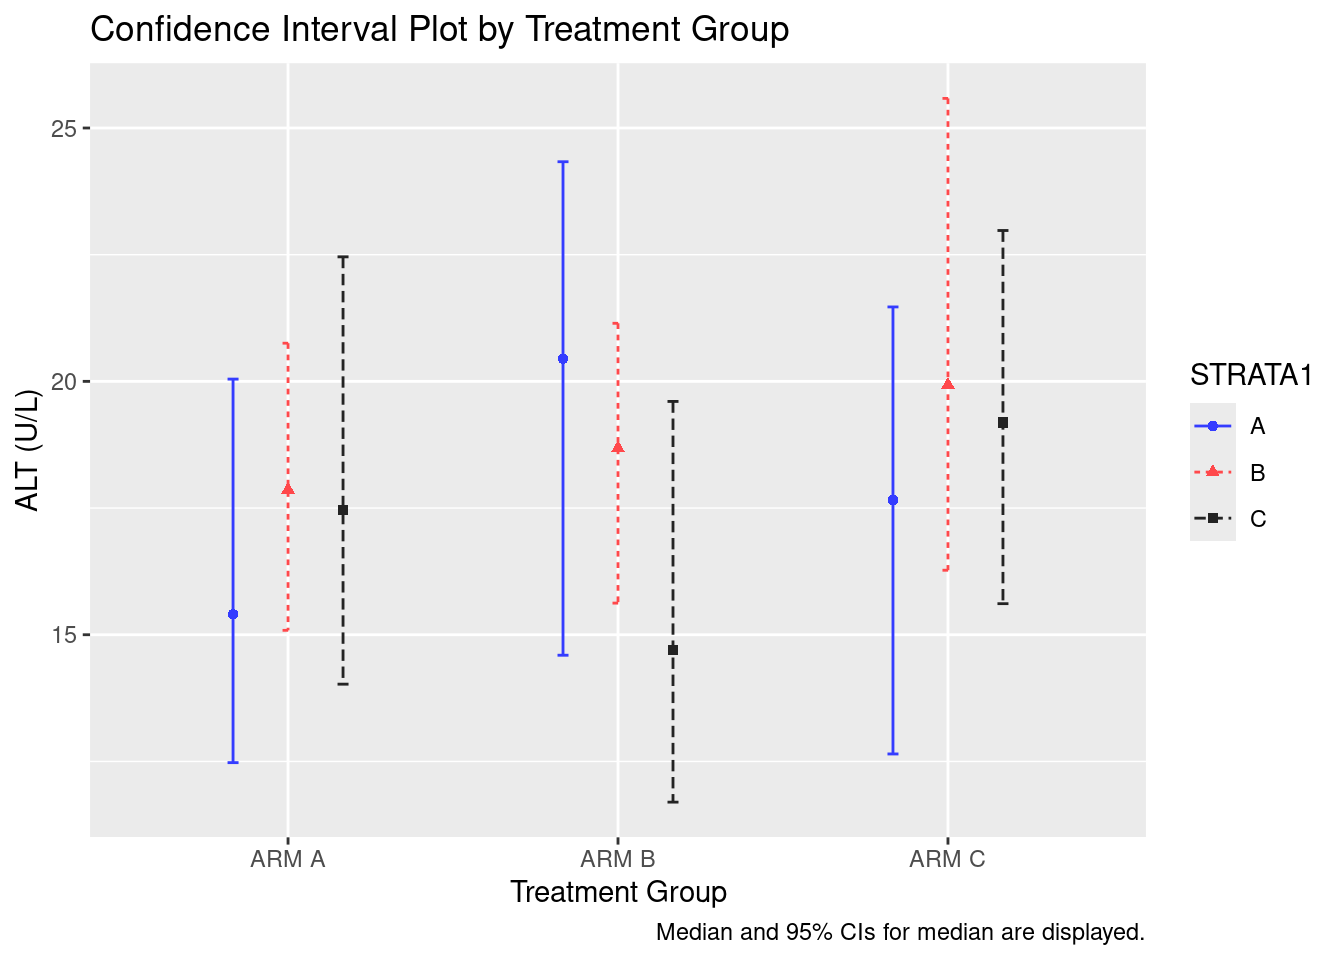 Confidence Interval Plot by Treatment Group
25
20
15
ALT (U/L)
ARM A
ARM B
ARM C
Treatment Group
STRATA1
A
B
C
Median and 95% CIs for median are displayed.